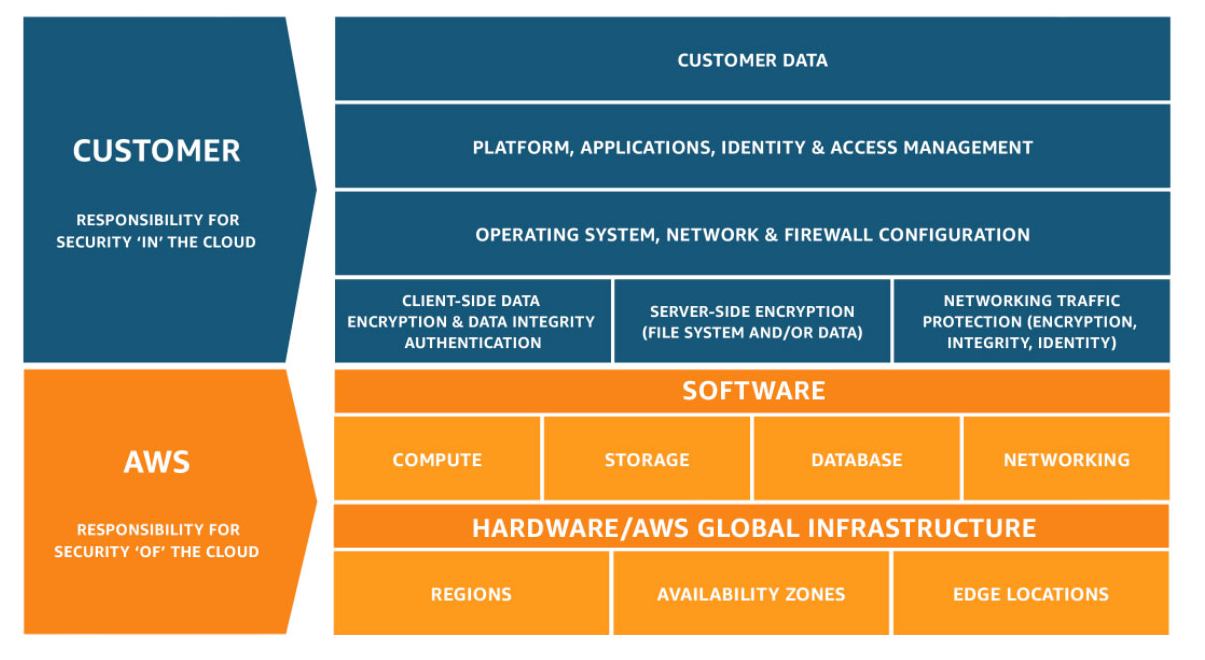 CUSTOMER
RESPONSIBILITY FOR
SECURITY ‘IN’ THE CLOUD
CUSTOMER DATA
PLATFORM, APPLICATIONS, IDENTITY & ACCESS MANAGEMENT
OPERATING SYSTEM, NETWORK & FIREWALL CONFIGURATION
CLIENT-SIDE DATA
ENCRYPTION & DATA INTEGRITY
AUTHENTICATION
SERVER-SIDE ENCRYPTION
(FILE SYSTEM AND/OR DATA)
NETWORKING TRAFFIC
PROTECTION (ENCRYPTION,
INTEGRITY, IDENTITY)
AWS
RESPONSIBILITY FOR
SECURITY ‘OF’ THE CLOUD
SOFTWARE
COMPUTE
STORAGE
DATABASE
NETWORKING
HARDWARE/AWS GLOBAL INFRASTRUCTURE
REGIONS
AVAILABILITY ZONES
EDGE LOCATIONS